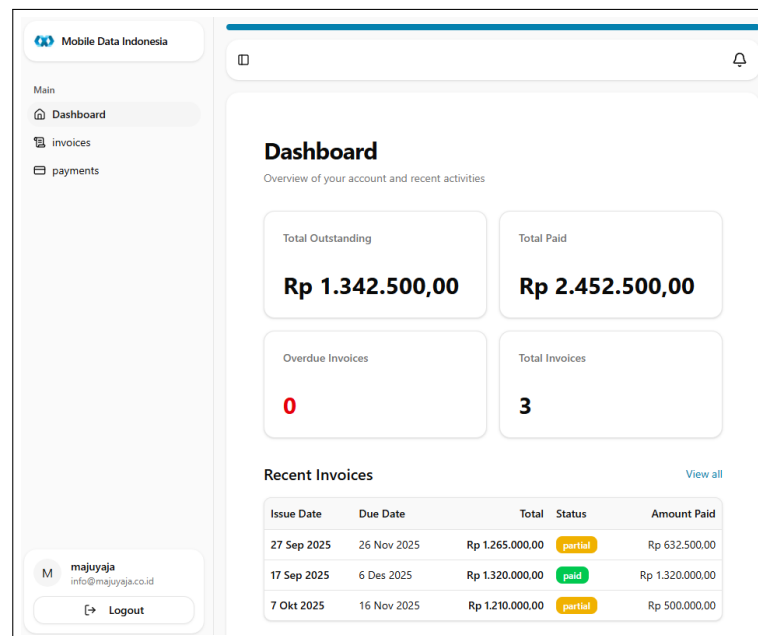 Mobile Data Indonesia
Main
Dashboard
invoices
payments
M
majuyaja
info@majuyaja.co.id
Logout
Dashboard
Overview of your account and recent activities
Total Outstanding
Rp 1.342.500,00
Total Paid
Rp 2.452.500,00
Overdue Invoices
0
Total Invoices
3
Recent Invoices
View all
Issue Date Due Date Total Status Amount Paid
27 Sep 2025 26 Nov 2025 Rp 1.265.000,00 partial Rp 632.500,00
17 Sep 2025 6 Des 2025 Rp 1.320.000,00 paid Rp 1.320.000,00
7 Okt 2025 16 Nov 2025 Rp 1.210.000,00 partial Rp 500.000,00